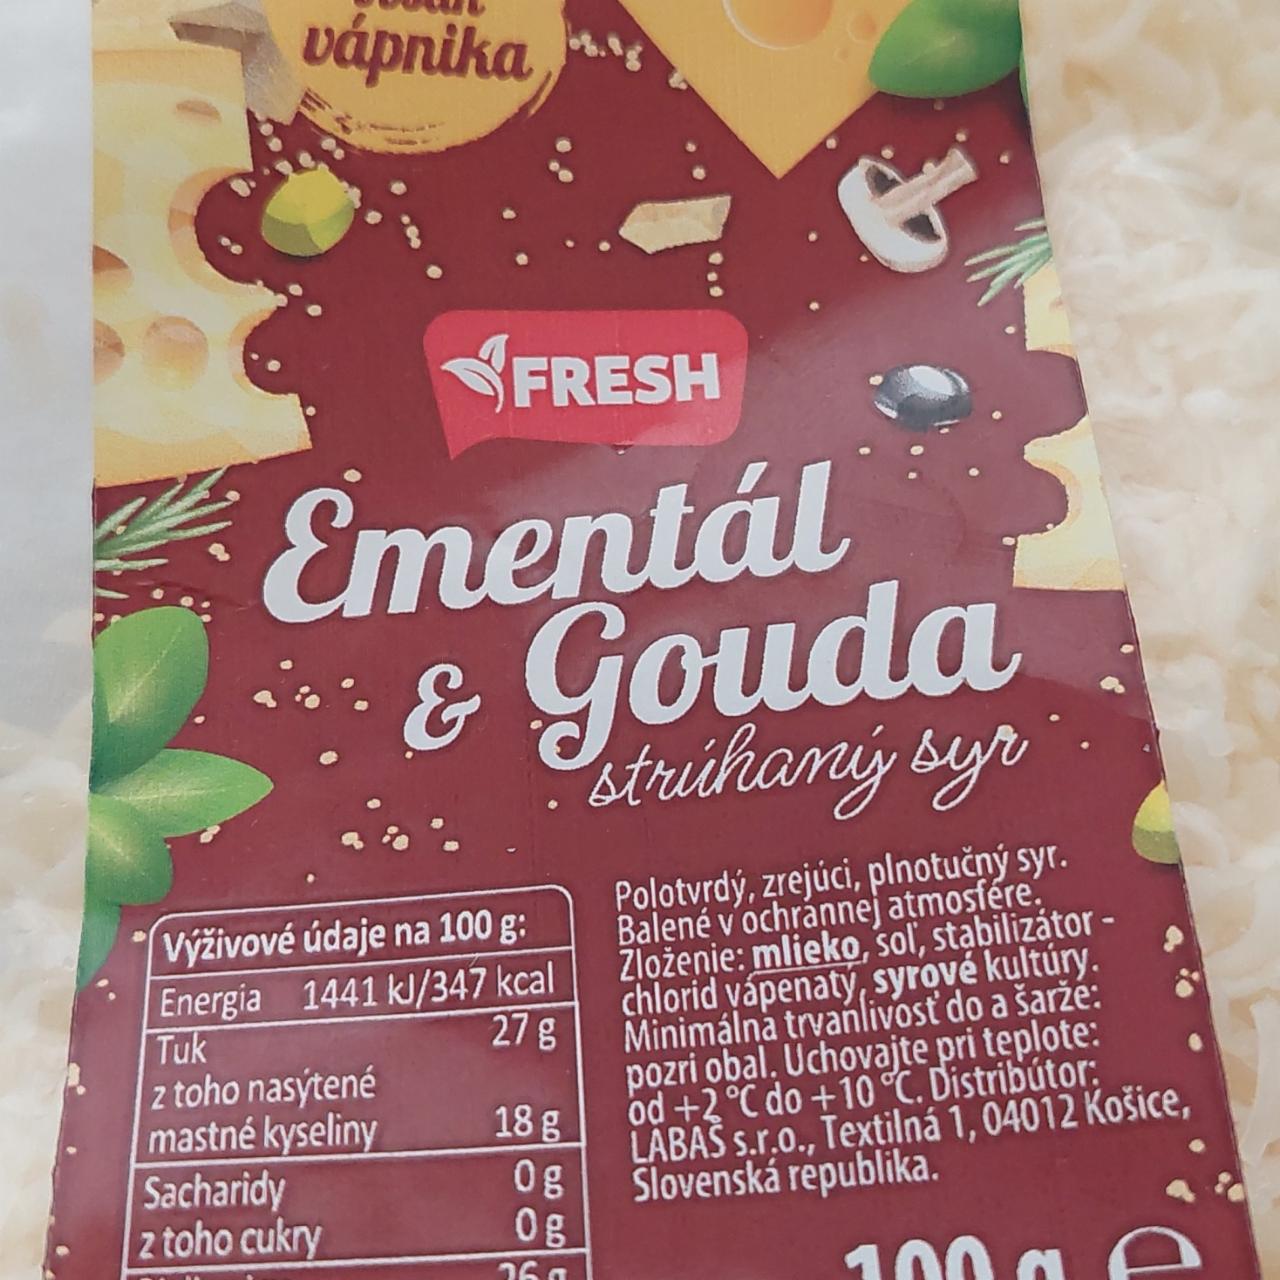 vápnika
FRESH
Ementál
& Gouda
strúhaný syr
Výživové údaje na 100 g:
Energia 1441 kJ/347 kcal
Tuk 27 g
z toho nasýtené
mastné kyseliny 18 g
Sacharidy 0 g
z toho cukry 0 g
26 g
Polotvrdý, zrejúci, plnotučný syr.
Balené v ochrannej atmosfére.
Zloženie: mlieko, soľ, stabilizátor -
chlorid vápenatý, syrové kultúry.
Minimálna trvanlivosť do a šarže:
pozri obal. Uchovajte pri teplote:
od +2 °C do +10 °C. Distribútor:
LABAŠ s.r.o., Textilná 1, 04012 Košice,
Slovenská republika.
100 g e